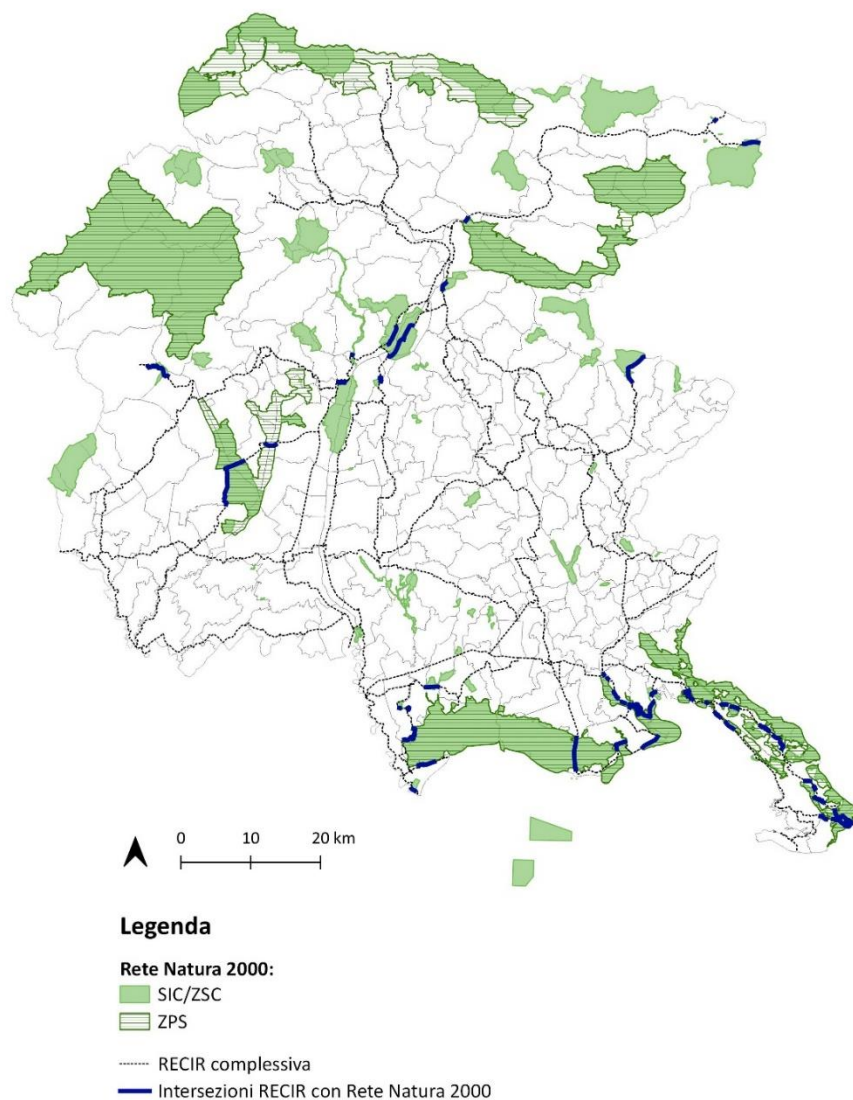 0 10 20 km
Legenda
Rete Natura 2000:
SIC/ZSC
ZPS
RECIR complessiva
Intersezioni RECIR con Rete Natura 2000